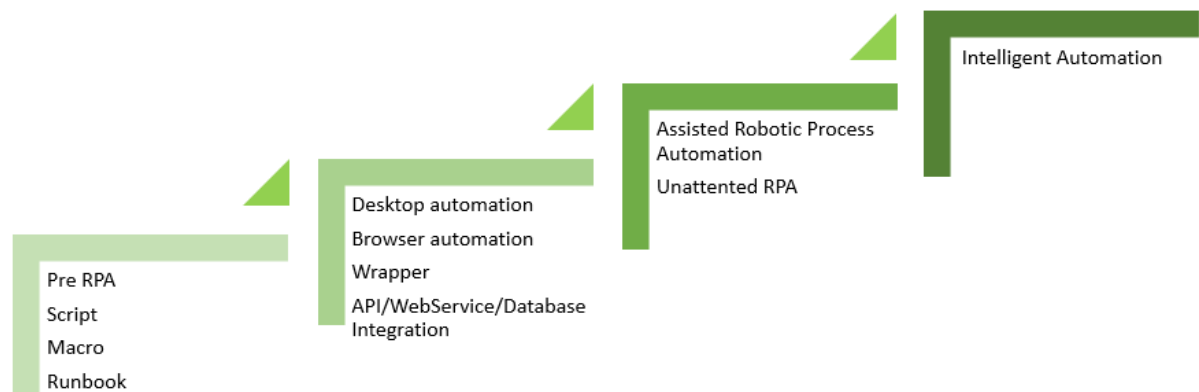 Pre RPA
Script
Macro
Runbook
Desktop automation
Browser automation
Wrapper
API/WebService/Database
Integration
Assisted Robotic Process
Automation
Unattented RPA
Intelligent Automation